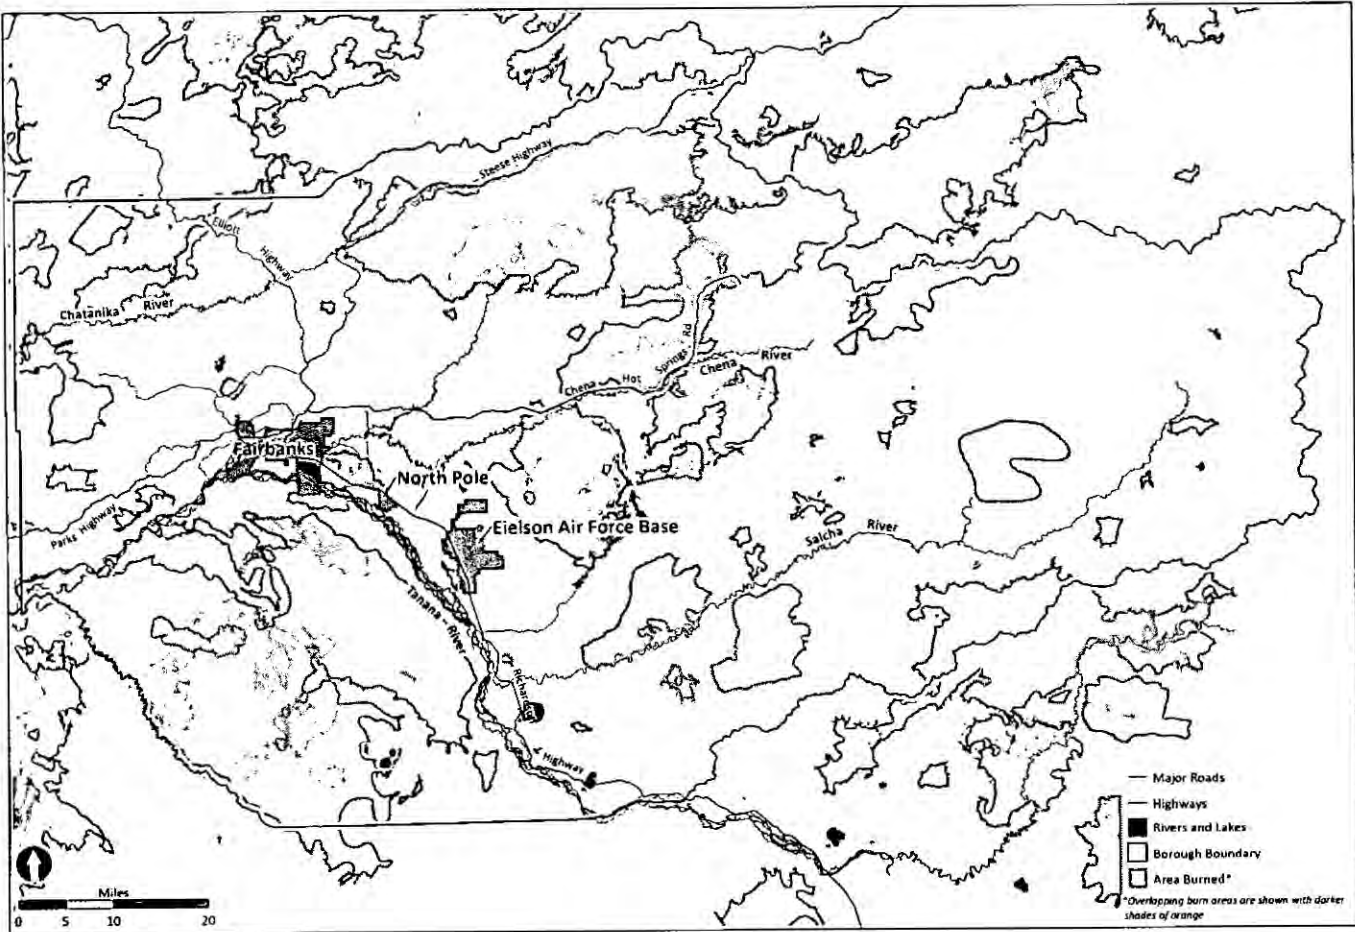 Steese Highway
Elliott
Highway
Chatanika River
Springs Rd
Chena River
Chena Hot
Fairbanks
North Pole
Parks Highway
Eielson Air Force Base
Salcha River
Tanana River
Highway
Major Roads
Highways
Rivers and Lakes
Borough Boundary
Area Burned*
*Overlapping burn areas are shown with darker
shades of orange
Miles
0 5 10 20